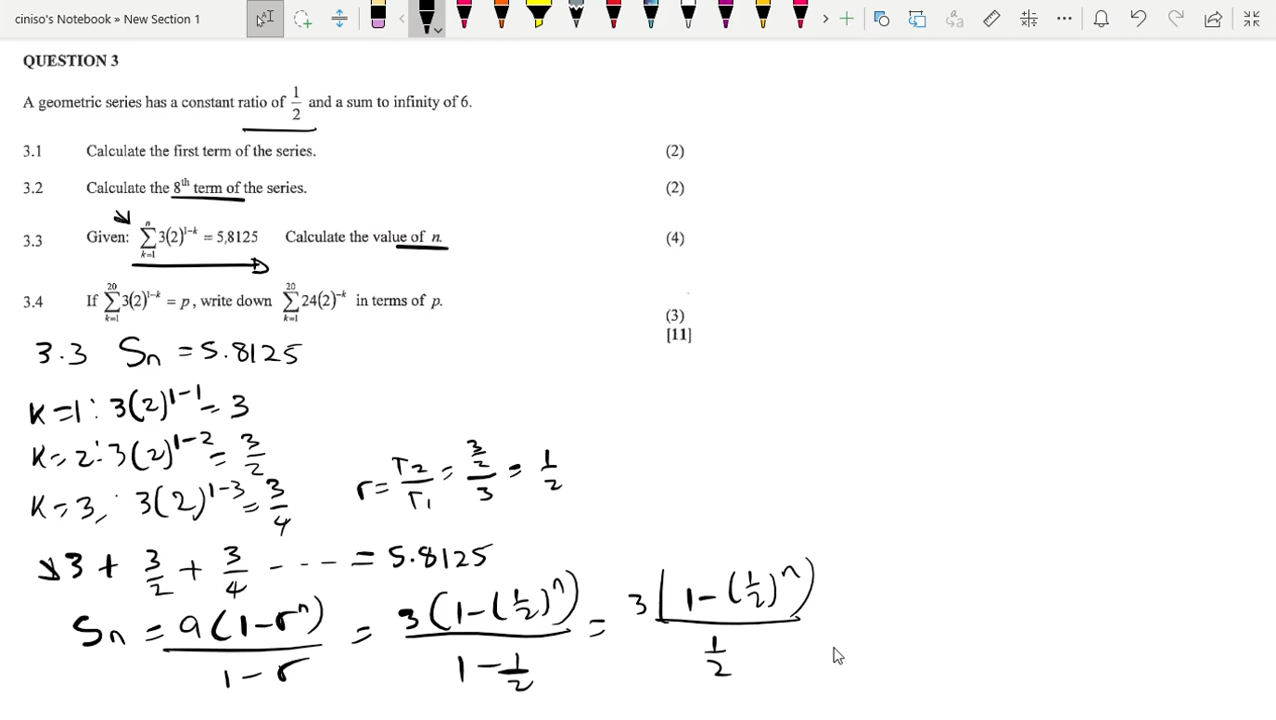 ciniso's Notebook » New Section 1
QUESTION 3
A geometric series has a constant ratio of 1/2 and a sum to infinity of 6.
3.1 Calculate the first term of the series. (2)
3.2 Calculate the 8th term of the series. (2)
3.3 Given: ∑_{k=1}^{n} 3(2)^{1-k} = 5,8125 Calculate the value of n. (4)
3.4 If ∑_{k=1}^{20} 3(2)^{1-k} = p, write down ∑_{k=1}^{20} 24(2)^{-k} in terms of p. (3)
[11]
3.3 Sn = 5.8125
K=1: 3(2)^{1-1} = 3
K=2: 3(2)^{1-2} = 3/2
K=3, 3(2)^{1-3} = 3/4
r = T2/T1 = (3/2)/3 = 1/2
3 + 3/2 + 3/4 - - - = 5.8125
Sn = a(1-r^n)/(1-r) = 3(1-(1/2)^n)/(1-1/2) = 3[1-(1/2)^n)/(1/2)